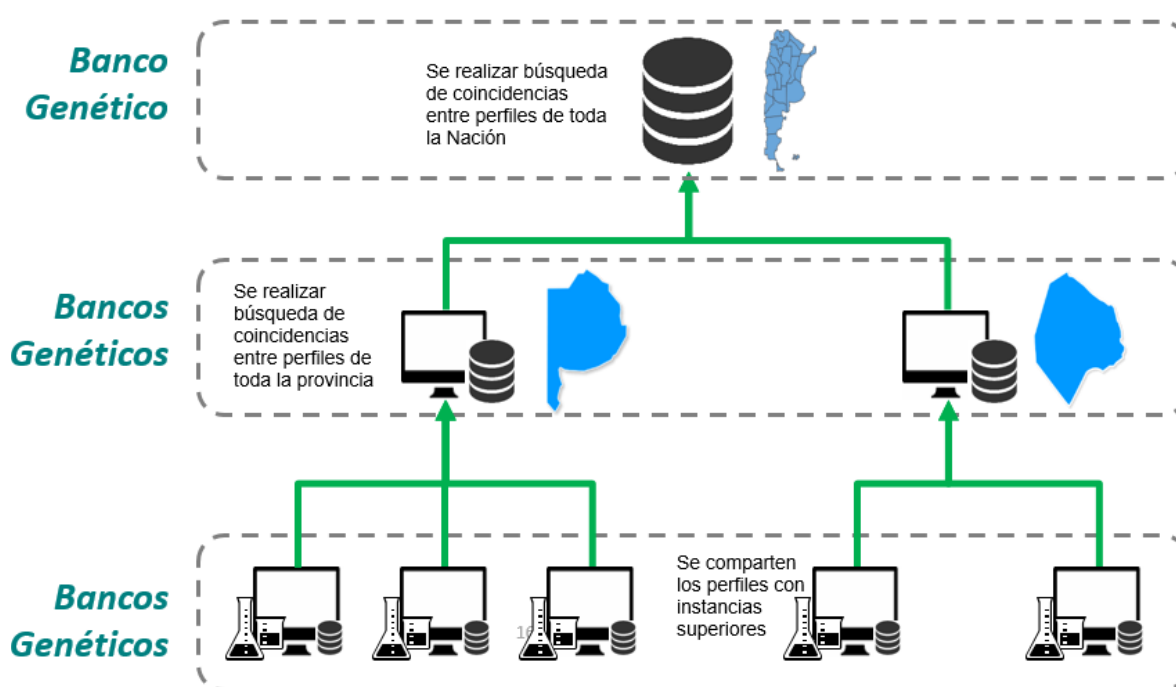 Banco
Genético
Se realizar búsqueda
de coincidencias
entre perfiles de toda
la Nación
Bancos
Genéticos
Se realizar
búsqueda de
coincidencias
entre perfiles de
toda la provincia
Bancos
Genéticos
Se comparten
los perfiles con
instancias
superiores